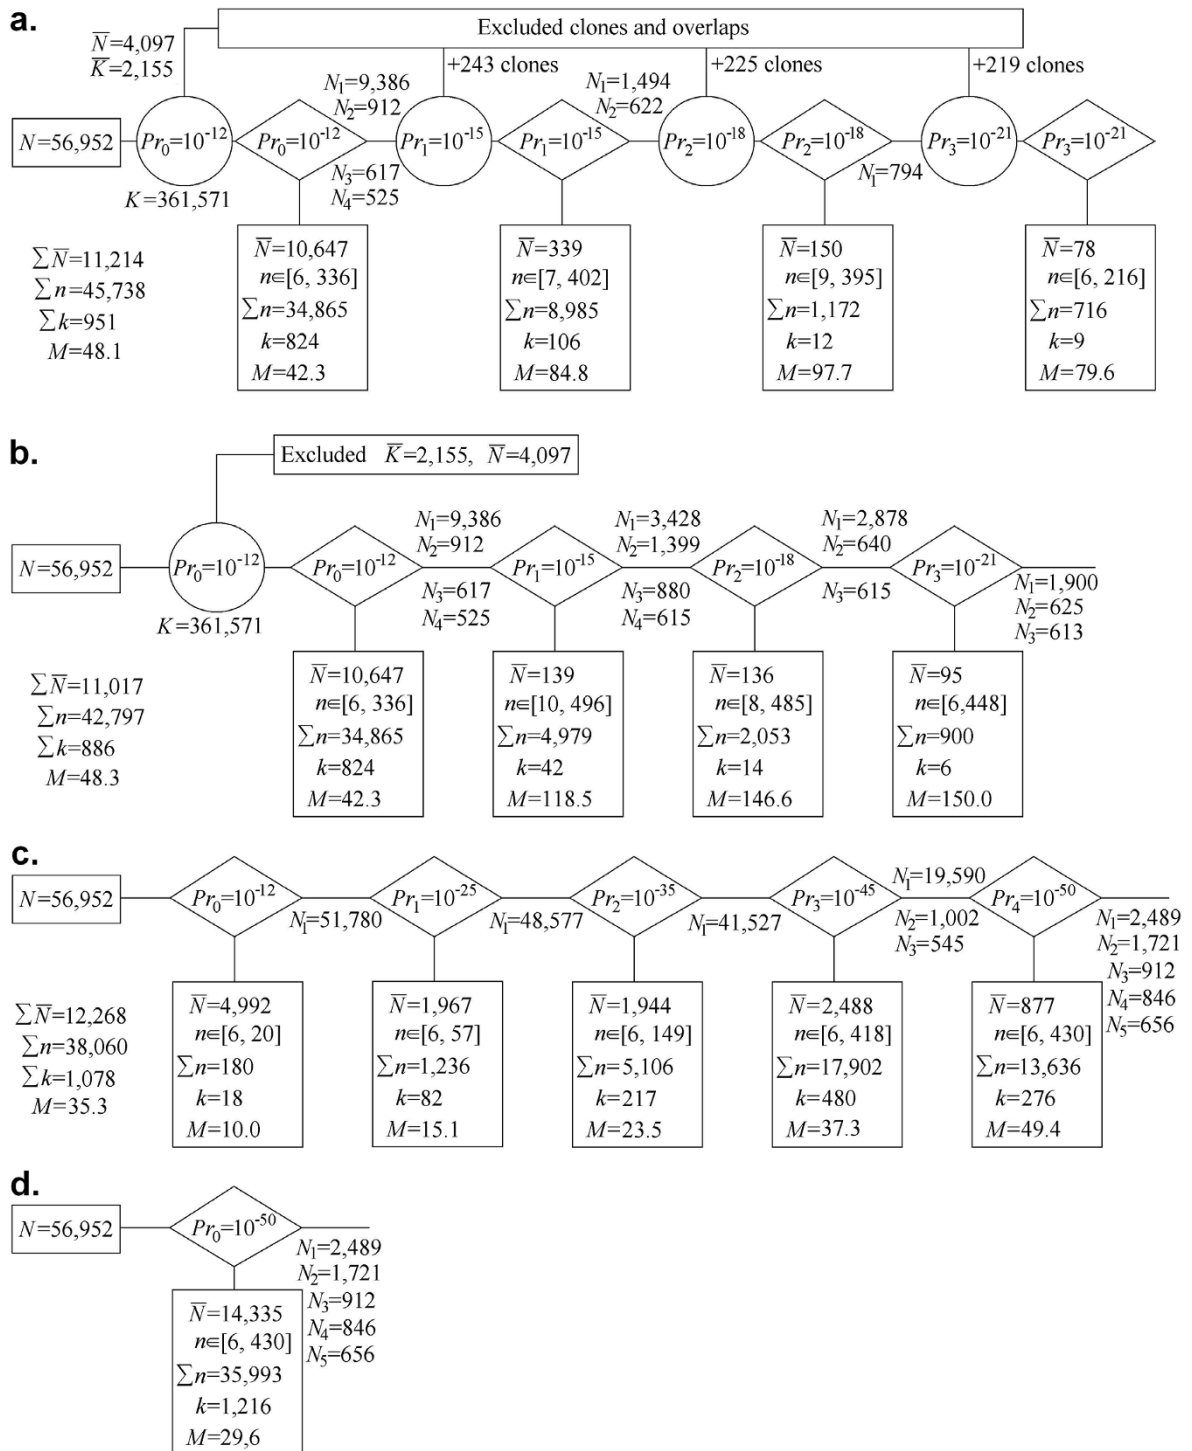 a.
Excluded clones and overlaps
N̅=4,097
K̅=2,155
+243 clones
+225 clones
+219 clones
N₁=9,386
N₂=912
N₁=1,494
N₂=622
N=56,952
Pr₀=10⁻¹²
Pr₀=10⁻¹²
Pr₁=10⁻¹⁵
Pr₁=10⁻¹⁵
Pr₂=10⁻¹⁸
Pr₂=10⁻¹⁸
Pr₃=10⁻²¹
Pr₃=10⁻²¹
K=361,571
N₃=617
N₄=525
N₁=794
∑N̅=11,214
∑n=45,738
∑k=951
M=48.1
N̅=10,647
n∈[6, 336]
∑n=34,865
k=824
M=42.3
N̅=339
n∈[7, 402]
∑n=8,985
k=106
M=84.8
N̅=150
n∈[9, 395]
∑n=1,172
k=12
M=97.7
N̅=78
n∈[6, 216]
∑n=716
k=9
M=79.6
b.
Excluded K̅=2,155, N̅=4,097
N=56,952
Pr₀=10⁻¹²
K=361,571
Pr₀=10⁻¹²
N₁=9,386
N₂=912
N₃=617
N₄=525
Pr₁=10⁻¹⁵
N₁=3,428
N₂=1,399
N₃=880
N₄=615
Pr₂=10⁻¹⁸
N₁=2,878
N₂=640
N₃=615
Pr₃=10⁻²¹
N₁=1,900
N₂=625
N₃=613
∑N̅=11,017
∑n=42,797
∑k=886
M=48.3
N̅=10,647
n∈[6, 336]
∑n=34,865
k=824
M=42.3
N̅=139
n∈[10, 496]
∑n=4,979
k=42
M=118.5
N̅=136
n∈[8, 485]
∑n=2,053
k=14
M=146.6
N̅=95
n∈[6,448]
∑n=900
k=6
M=150.0
c.
N=56,952
Pr₀=10⁻¹²
N₁=51,780
Pr₁=10⁻²⁵
N₁=48,577
Pr₂=10⁻³⁵
N₁=41,527
Pr₃=10⁻⁴⁵
N₁=19,590
N₂=1,002
N₃=545
Pr₄=10⁻⁵⁰
N₁=2,489
N₂=1,721
N₃=912
N₄=846
N₅=656
∑N̅=12,268
∑n=38,060
∑k=1,078
M=35.3
N̅=4,992
n∈[6, 20]
∑n=180
k=18
M=10.0
N̅=1,967
n∈[6, 57]
∑n=1,236
k=82
M=15.1
N̅=1,944
n∈[6, 149]
∑n=5,106
k=217
M=23.5
N̅=2,488
n∈[6, 418]
∑n=17,902
k=480
M=37.3
N̅=877
n∈[6, 430]
∑n=13,636
k=276
M=49.4
d.
N=56,952
Pr₀=10⁻⁵⁰
N₁=2,489
N₂=1,721
N₃=912
N₄=846
N₅=656
N̅=14,335
n∈[6, 430]
∑n=35,993
k=1,216
M=29,6